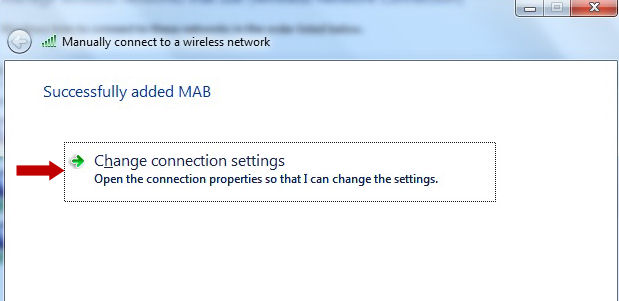 Manually connect to a wireless network
Successfully added MAB
Change connection settings
Open the connection properties so that I can change the settings.